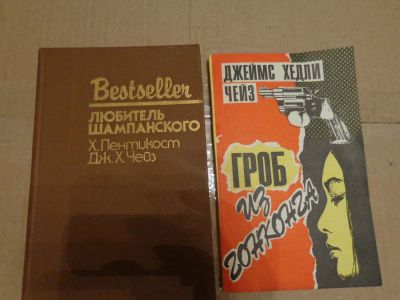 Bestseller
ЛЮБИТЕЛЬ
ШАМПАНСКОГО
Х. Пентикост
Дж. Х. Чейз
ДЖЕЙМС ХЕДЛИ
ЧЕЙЗ
ГРОБ
ИЗ
ГОНКОНГА